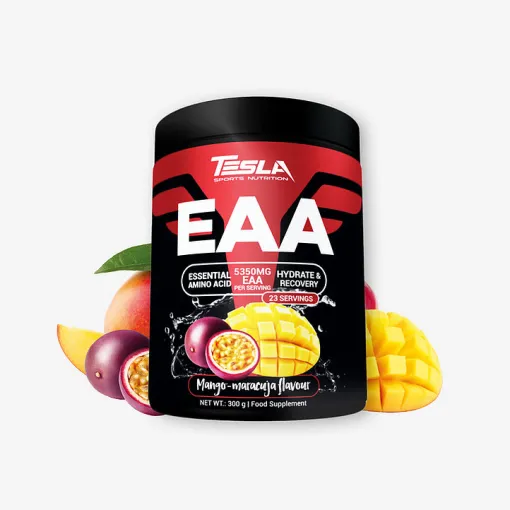 TESLA
SPORTS NUTRITION
EAA
ESSENTIAL
AMINO ACID
5350MG
EAA
PER SERVING
HYDRATE &
RECOVERY
23 SERVINGS
Mango-maracuja flavour
NET WT.: 300 g | Food Supplement